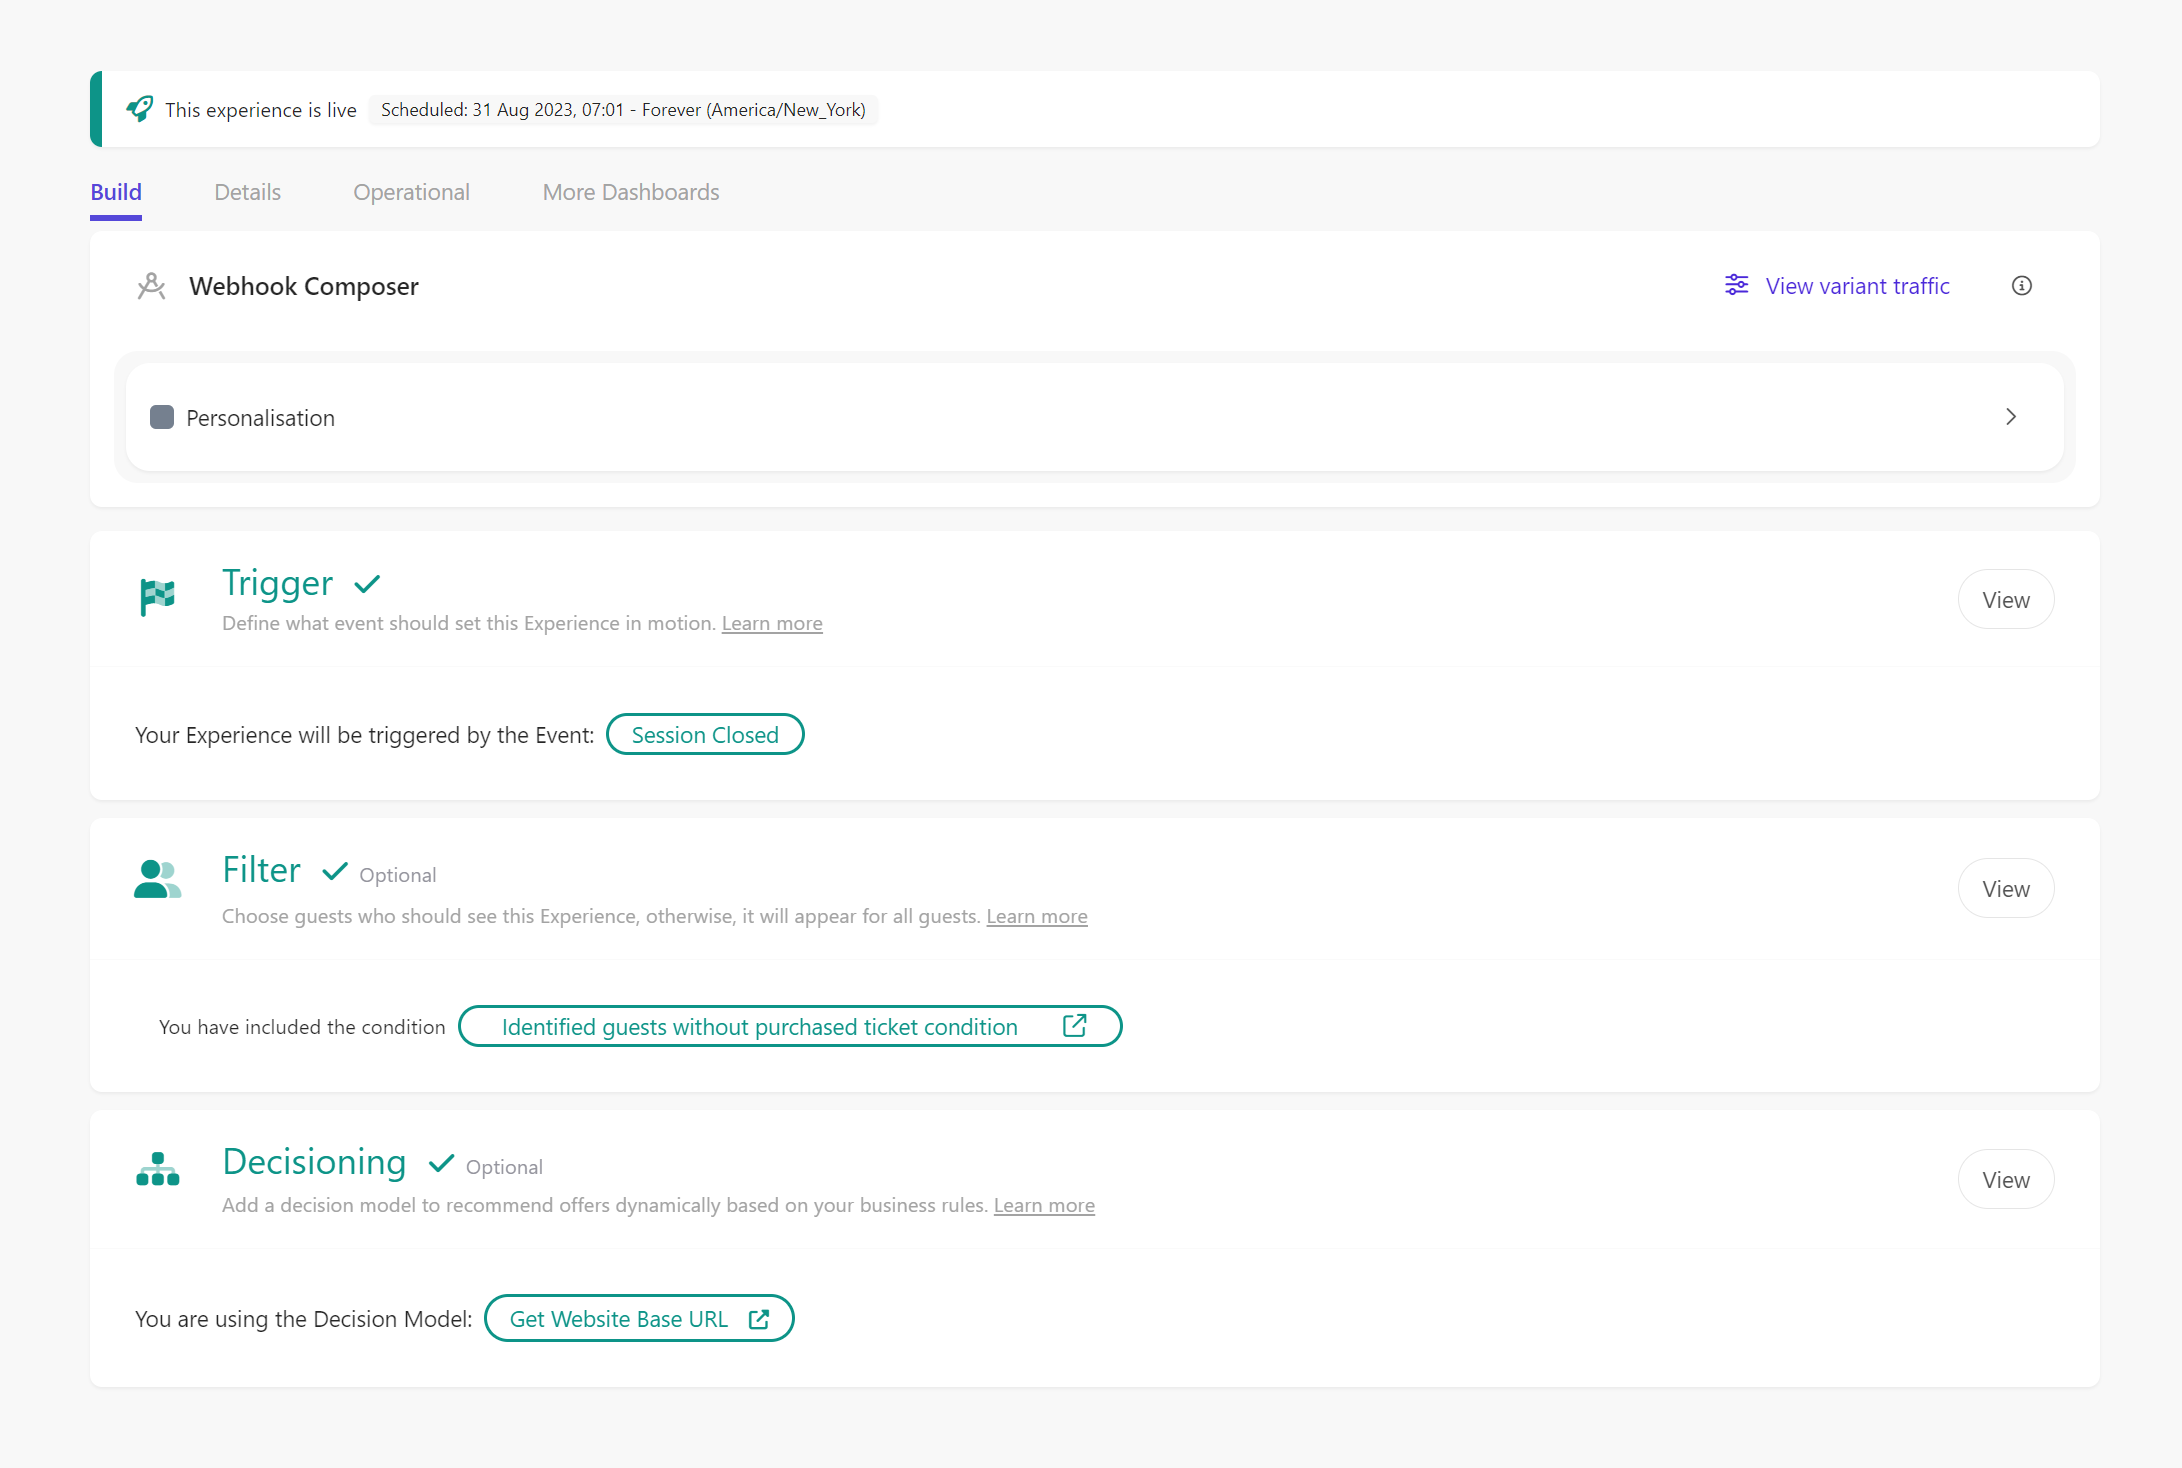 This experience is live Scheduled: 31 Aug 2023, 07:01 - Forever (America/New_York)
Build Details Operational More Dashboards
Webhook Composer View variant traffic
Personalisation
Trigger
Define what event should set this Experience in motion. Learn more
View
Your Experience will be triggered by the Event: Session Closed
Filter Optional
Choose guests who should see this Experience, otherwise, it will appear for all guests. Learn more
View
You have included the condition Identified guests without purchased ticket condition
Decisioning Optional
Add a decision model to recommend offers dynamically based on your business rules. Learn more
View
You are using the Decision Model: Get Website Base URL